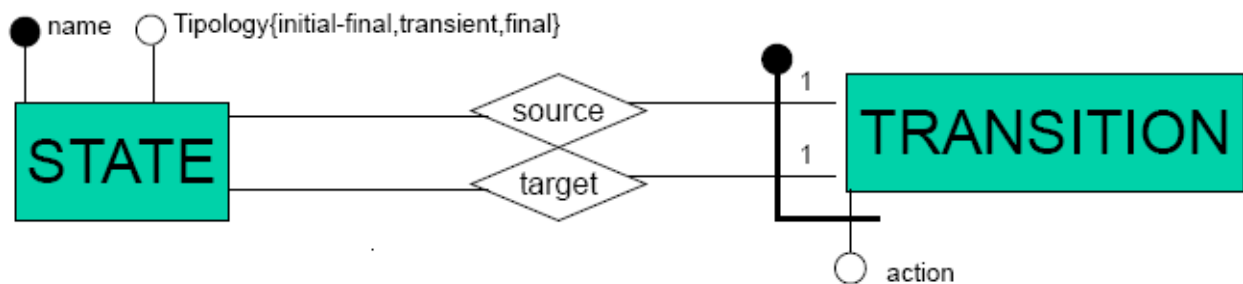 name
Tipology{initial-final,transient,final}
STATE
source
1
TRANSITION
target
1
action